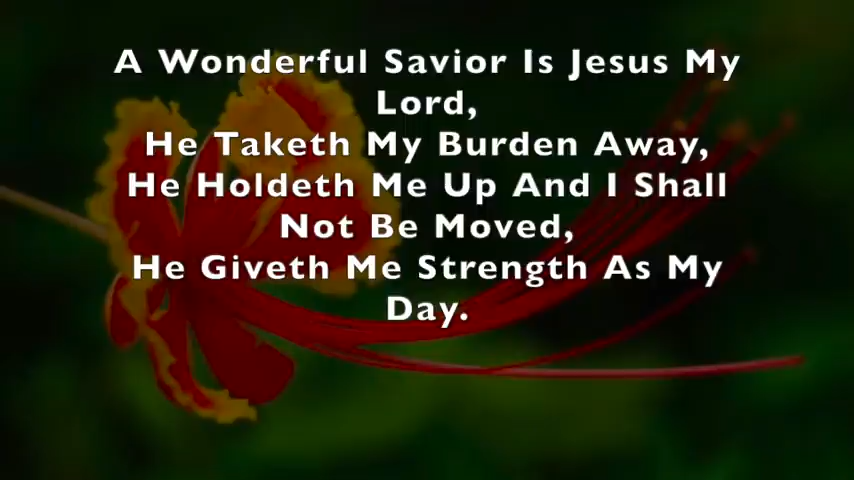 A Wonderful Savior Is Jesus My
Lord,
He Taketh My Burden Away,
He Holdeth Me Up And I Shall
Not Be Moved,
He Giveth Me Strength As My
Day.